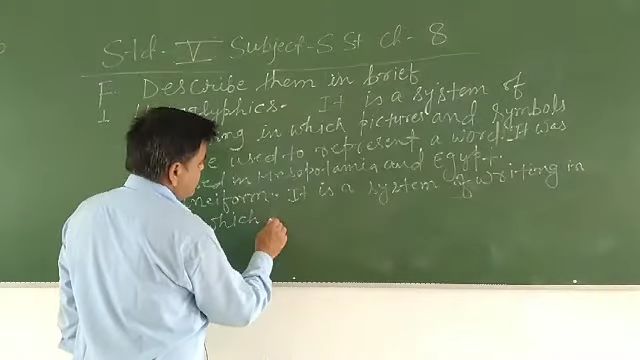 Std - V Subject - S St ch - 8
F. Describe them in brief
1 It is a system of
in which pictures and symbols
used to represent a word. It was
in Mesopotamia and Egypt.
It is a system of writing in
which